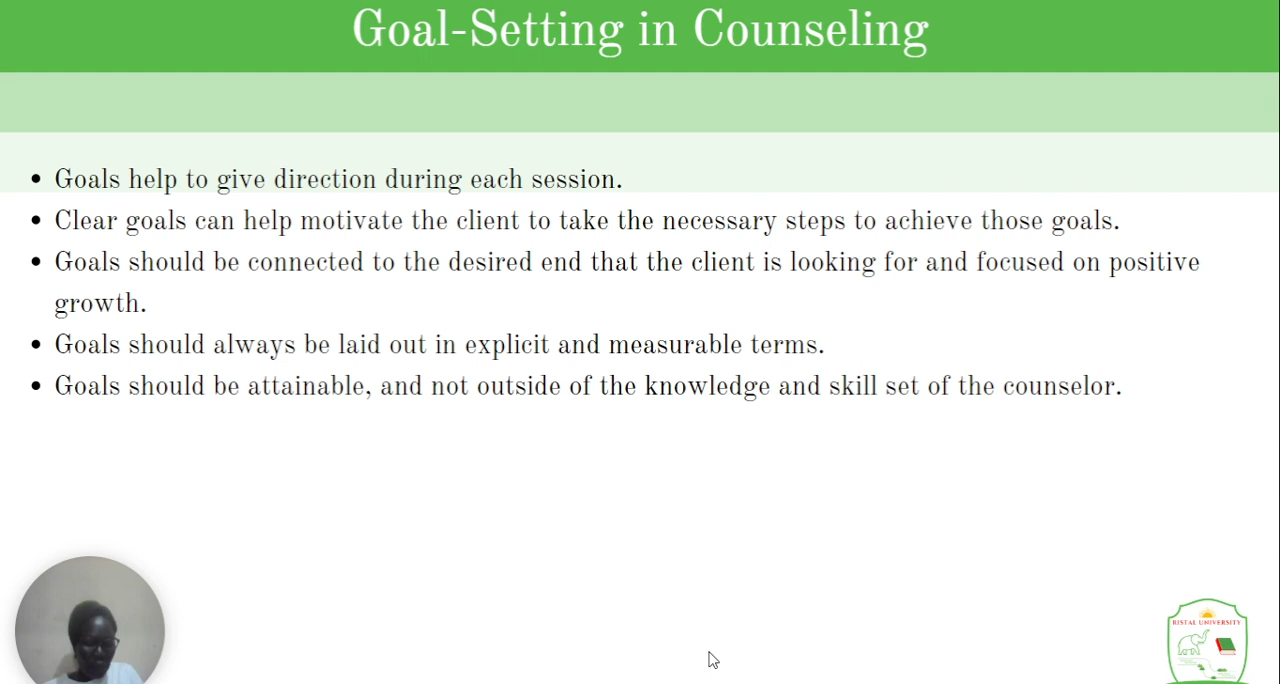 Goal-Setting in Counseling
• Goals help to give direction during each session.
• Clear goals can help motivate the client to take the necessary steps to achieve those goals.
• Goals should be connected to the desired end that the client is looking for and focused on positive
growth.
• Goals should always be laid out in explicit and measurable terms.
• Goals should be attainable, and not outside of the knowledge and skill set of the counselor.
RISTAL UNIVERSITY